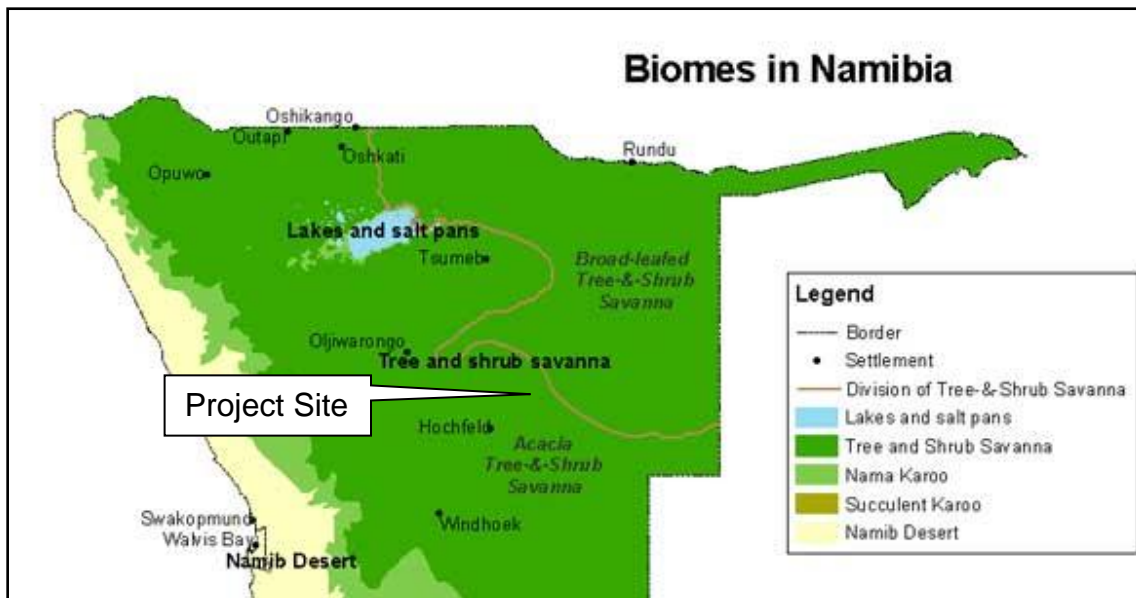 Biomes in Namibia
Oshikango
Outapi
Oshkati
Rundu
Opuwo
Lakes and salt pans
Tsumeb
Broad-leafed
Tree-&-Shrub
Savanna
Oljiwarongo
Tree and shrub savanna
Project Site
Hochfeld
Acacia
Tree-&-Shrub
Savanna
Windhoek
Swakopmund
Walvis Bay
Namib Desert
Legend
Border
Settlement
Division of Tree-&-Shrub Savanna
Lakes and salt pans
Tree and Shrub Savanna
Nama Karoo
Succulent Karoo
Namib Desert